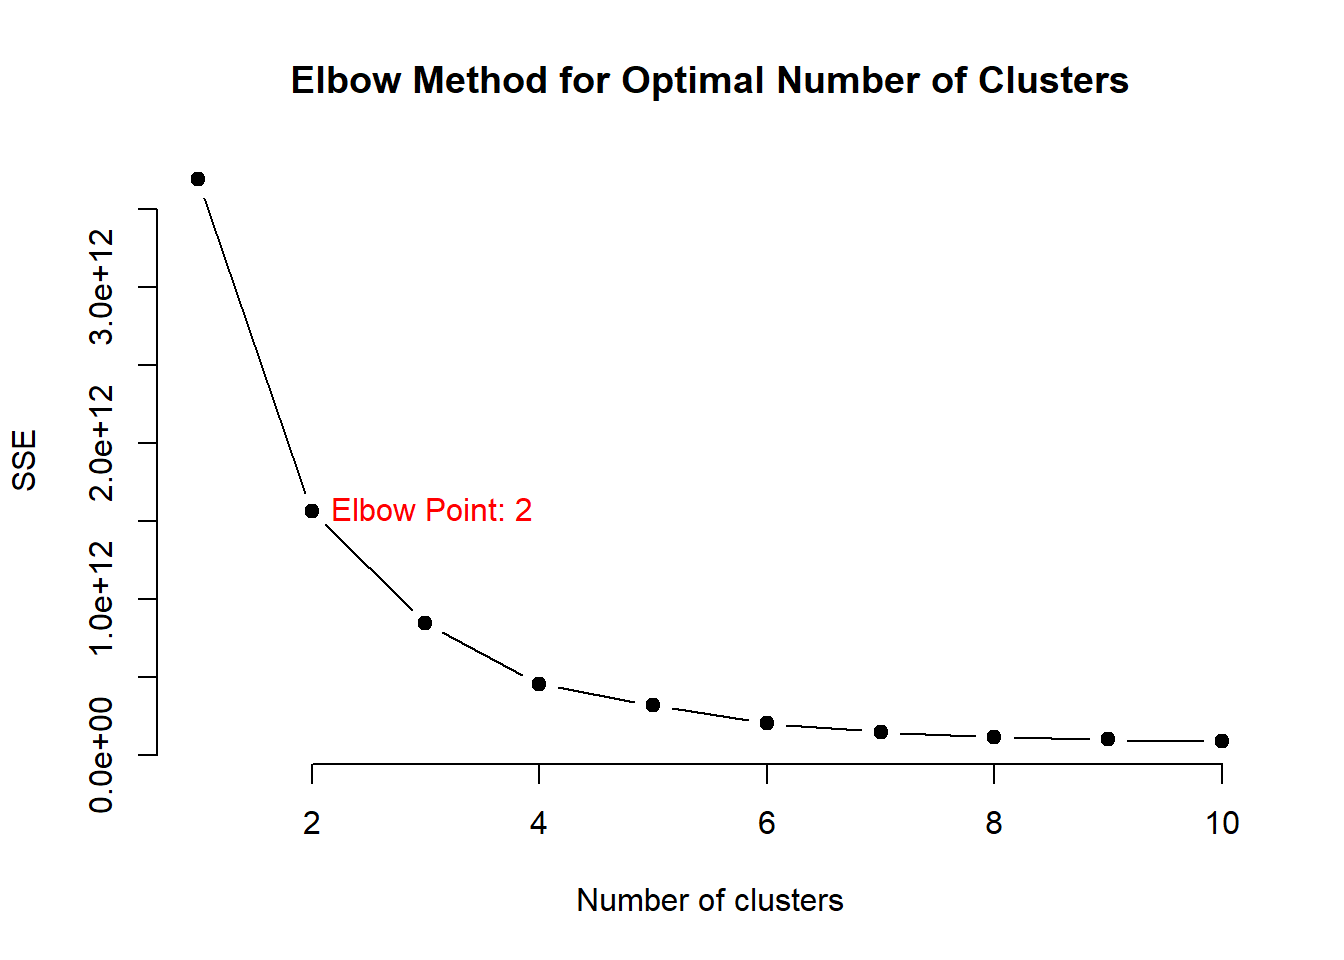 Elbow Method for Optimal Number of Clusters
SSE
3.0e+12
2.0e+12
1.0e+12
0.0e+00
Elbow Point: 2
2 4 6 8 10
Number of clusters